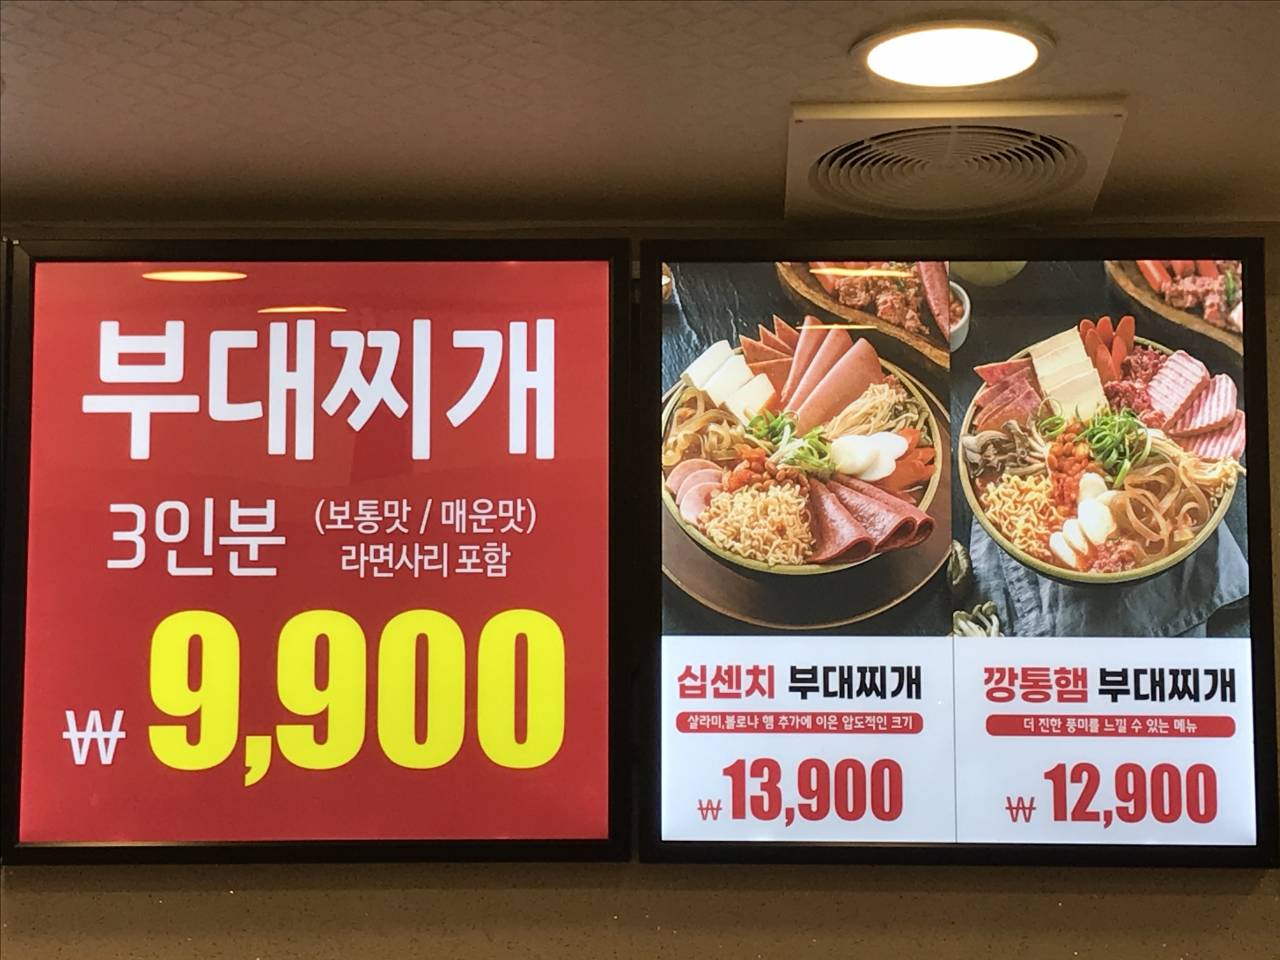 부대찌개
3인분
(보통맛 / 매운맛)
라면사리 포함
₩ 9,900
십센치 부대찌개
살라미,볼로냐 햄 추가에 이은 압도적인 크기
₩ 13,900
깡통햄 부대찌개
더 진한 풍미를 느낄 수 있는 메뉴
₩ 12,900